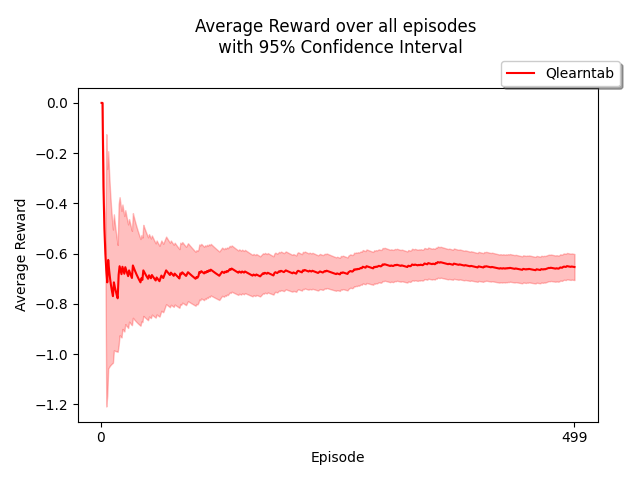 Average Reward over all episodes
with 95% Confidence Interval
Qlearntab
0.0
−0.2
−0.4
−0.6
−0.8
−1.0
−1.2
Average Reward
0
499
Episode